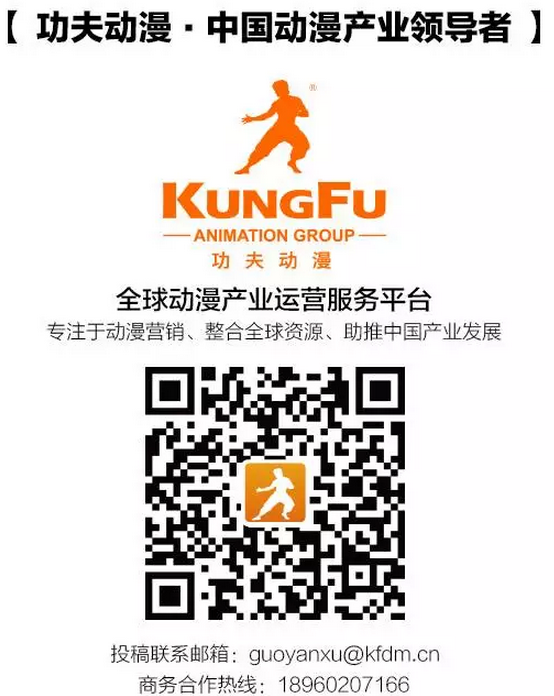 【 功夫动漫·中国动漫产业领导者 】
®
KUNGFU
ANIMATION GROUP
功夫动漫
全球动漫产业运营服务平台
专注于动漫营销、整合全球资源、助推中国产业发展
投稿联系邮箱：guoyanxu@kfdm.cn
商务合作热线：18960207166